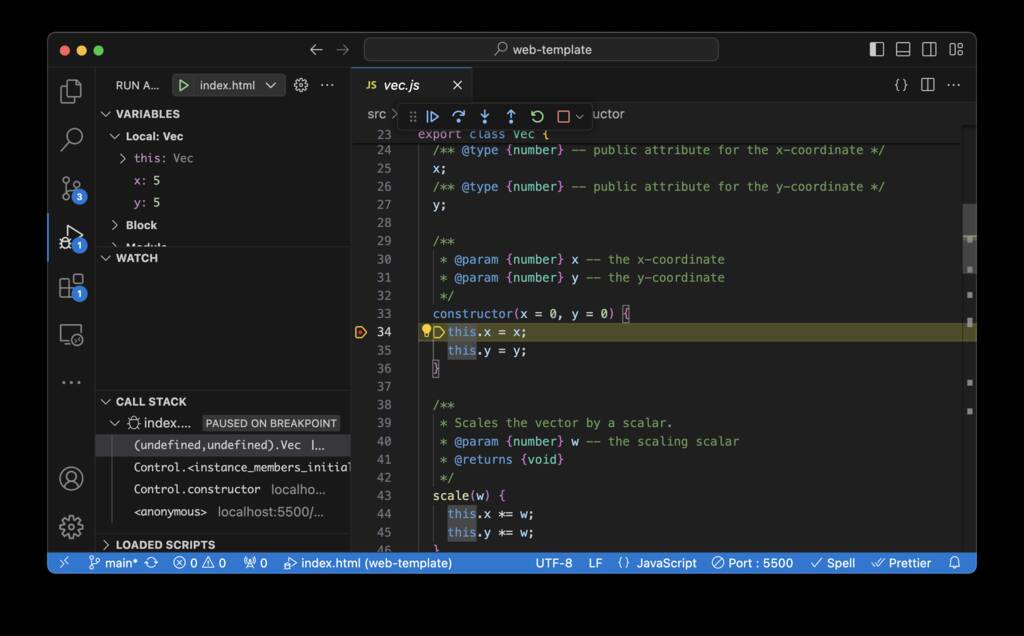 web-template
RUN A... index.html
JS vec.js
VARIABLES
Local: Vec
this: Vec
x: 5
y: 5
Block
WATCH
CALL STACK
index.... PAUSED ON BREAKPOINT
(undefined,undefined).Vec l...
Control.<instance_members_initial
Control.constructor localho...
<anonymous> localhost:5500/...
LOADED SCRIPTS
3
1
1
src > uctor
23 export class Vec {
24 /** @type {number} -- public attribute for the x-coordinate */
25 x;
26 /** @type {number} -- public attribute for the y-coordinate */
27 y;
28
29 /**
30 * @param {number} x -- the x-coordinate
31 * @param {number} y -- the y-coordinate
32 */
33 constructor(x = 0, y = 0) {
34 this.x = x;
35 this.y = y;
36 }
37
38 /**
39 * Scales the vector by a scalar.
40 * @param {number} w -- the scaling scalar
41 * @returns {void}
42 */
43 scale(w) {
44 this.x *= w;
45 this.y *= w;
46 }
main* 0 0 0 index.html (web-template) UTF-8 LF {} JavaScript Port : 5500 Spell Prettier